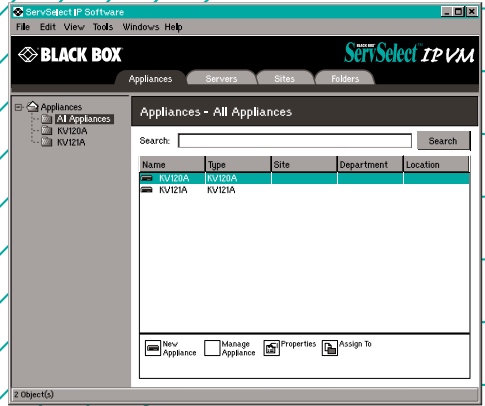 ServSelect IP Software
File Edit View Tools Windows Help
BLACK BOX
ServSelect IPVM
Appliances Servers Sites Folders
Appliances
All Appliances
KV120A
KV121A
Appliances - All Appliances
Search: Search
Name Type Site Department Location
KV120A KV120A
KV121A KV121A
New Appliance
Manage Appliance
Properties
Assign To
2 Object(s)